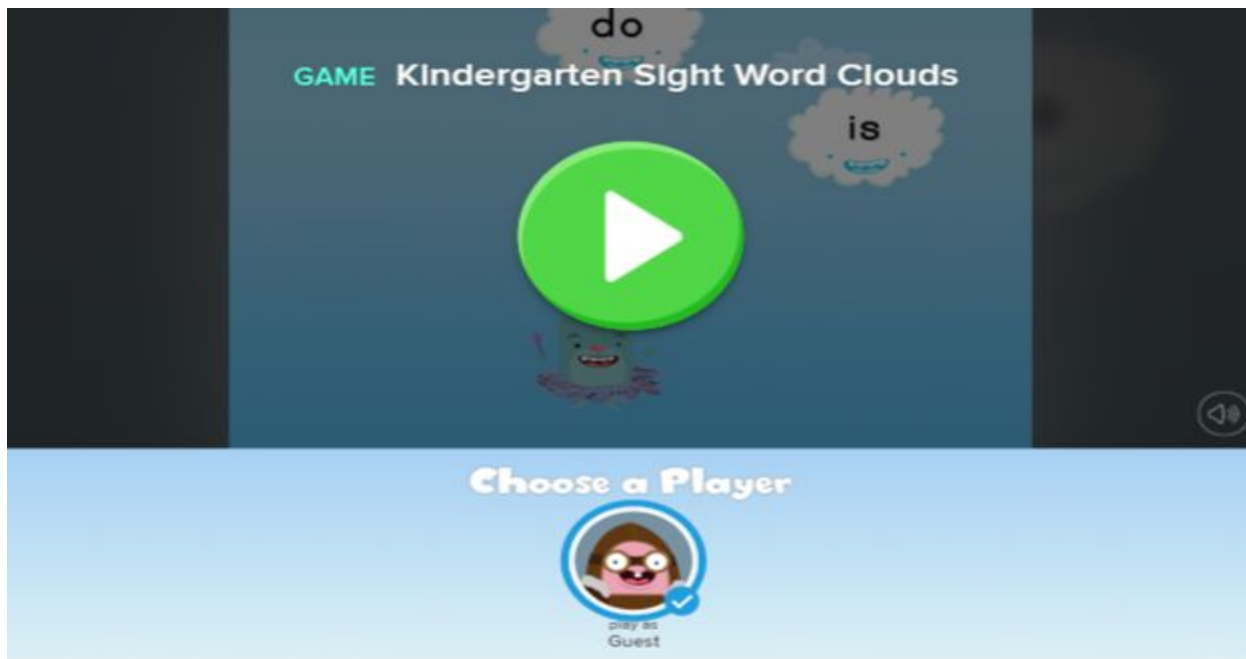 do
GAME Kindergarten Sight Word Clouds
is
Choose a Player
play as
Guest